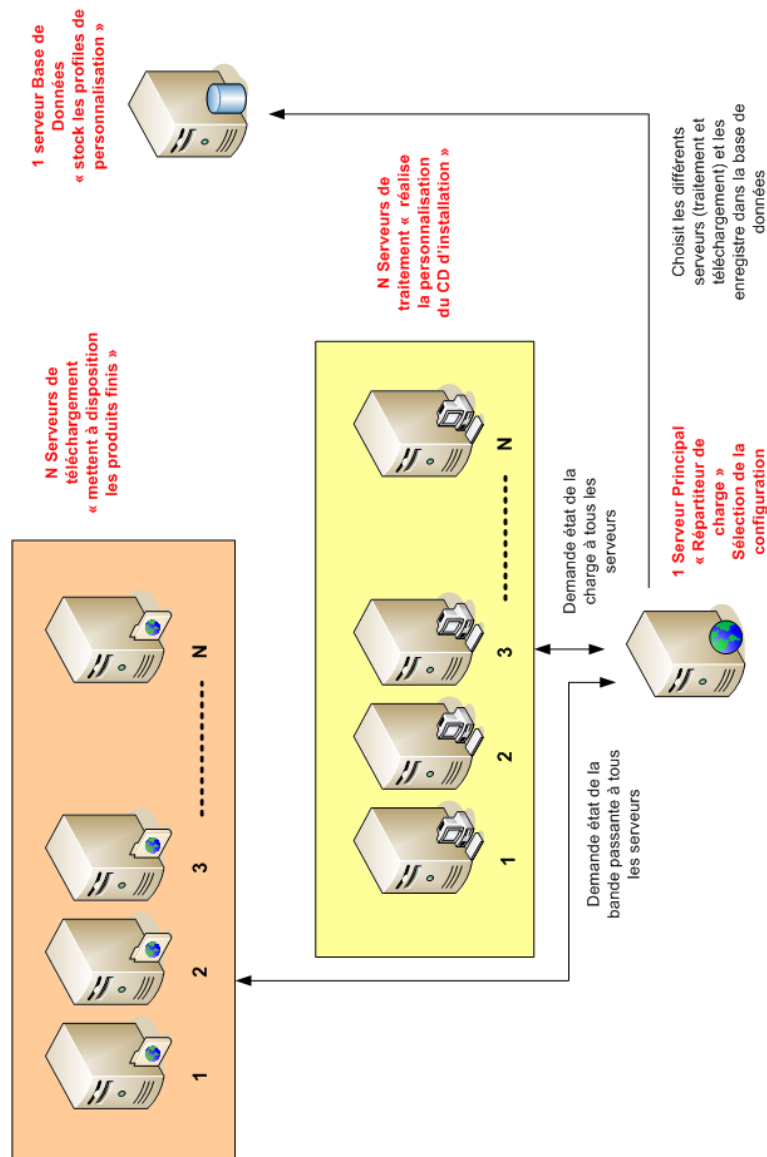 1 serveur Base de
Données
« stock les profiles de
personnalisation »
N Serveurs de
téléchargement
« mettent à disposition
les produits finis »
1
2
3
N
N Serveurs de
traitement « réalise
la personnalisation
du CD d'installation »
1
2
3
N
Demande état de la
bande passante à tous
les serveurs
Demande état de la
charge à tous les
serveurs
1 Serveur Principal
« Répartiteur de
charge »
Sélection de la
configuration
Choisit les différents
serveurs (traitement et
téléchargement) et les
enregistre dans la base de
données